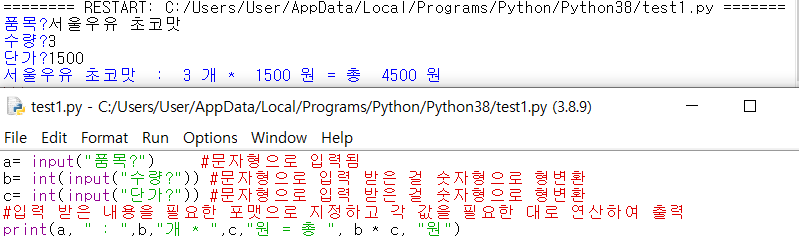 ======== RESTART: C:/Users/User/AppData/Local/Programs/Python/Python38/test1.py =======
품목?서울우유 초코맛
수량?3
단가?1500
서울우유 초코맛  :  3 개 *  1500 원 = 총  4500 원
test1.py - C:/Users/User/AppData/Local/Programs/Python/Python38/test1.py (3.8.9)
File Edit Format Run Options Window Help
a= input("품목?")     #문자형으로 입력됨
b= int(input("수량?")) #문자형으로 입력 받은 걸 숫자형으로 형변환
c= int(input("단가?")) #문자형으로 입력 받은 걸 숫자형으로 형변환
#입력 받은 내용을 필요한 포맷으로 지정하고 각 값을 필요한 대로 연산하여 출력
print(a, " : ",b,"개 * ",c,"원 = 총 ", b * c, "원")